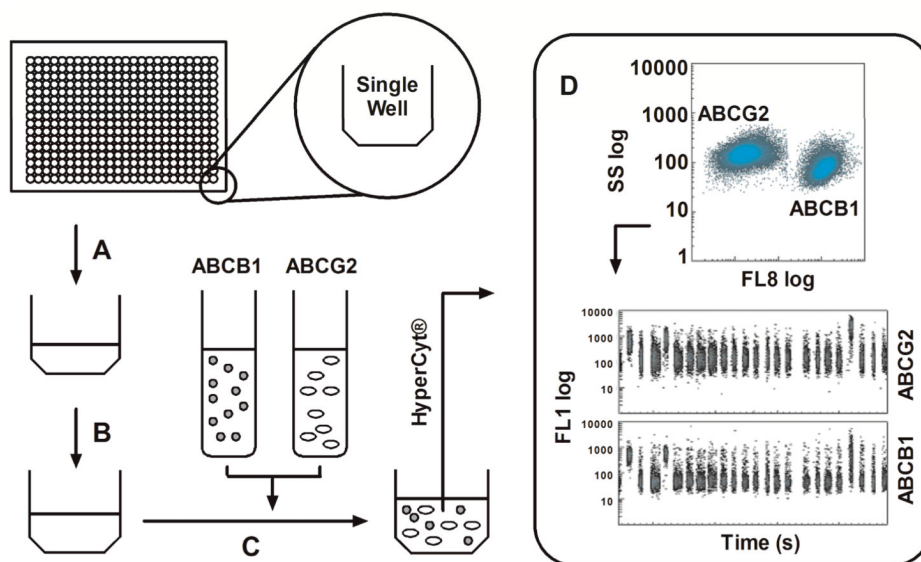 Single
Well
A
B
ABCB1
ABCG2
C
HyperCyt®
D
ABCG2
ABCB1
SS log
10000
1000
100
10
1
FL8 log
FL1 log
10000
1000
100
10
ABCG2
10000
1000
100
10
ABCB1
Time (s)